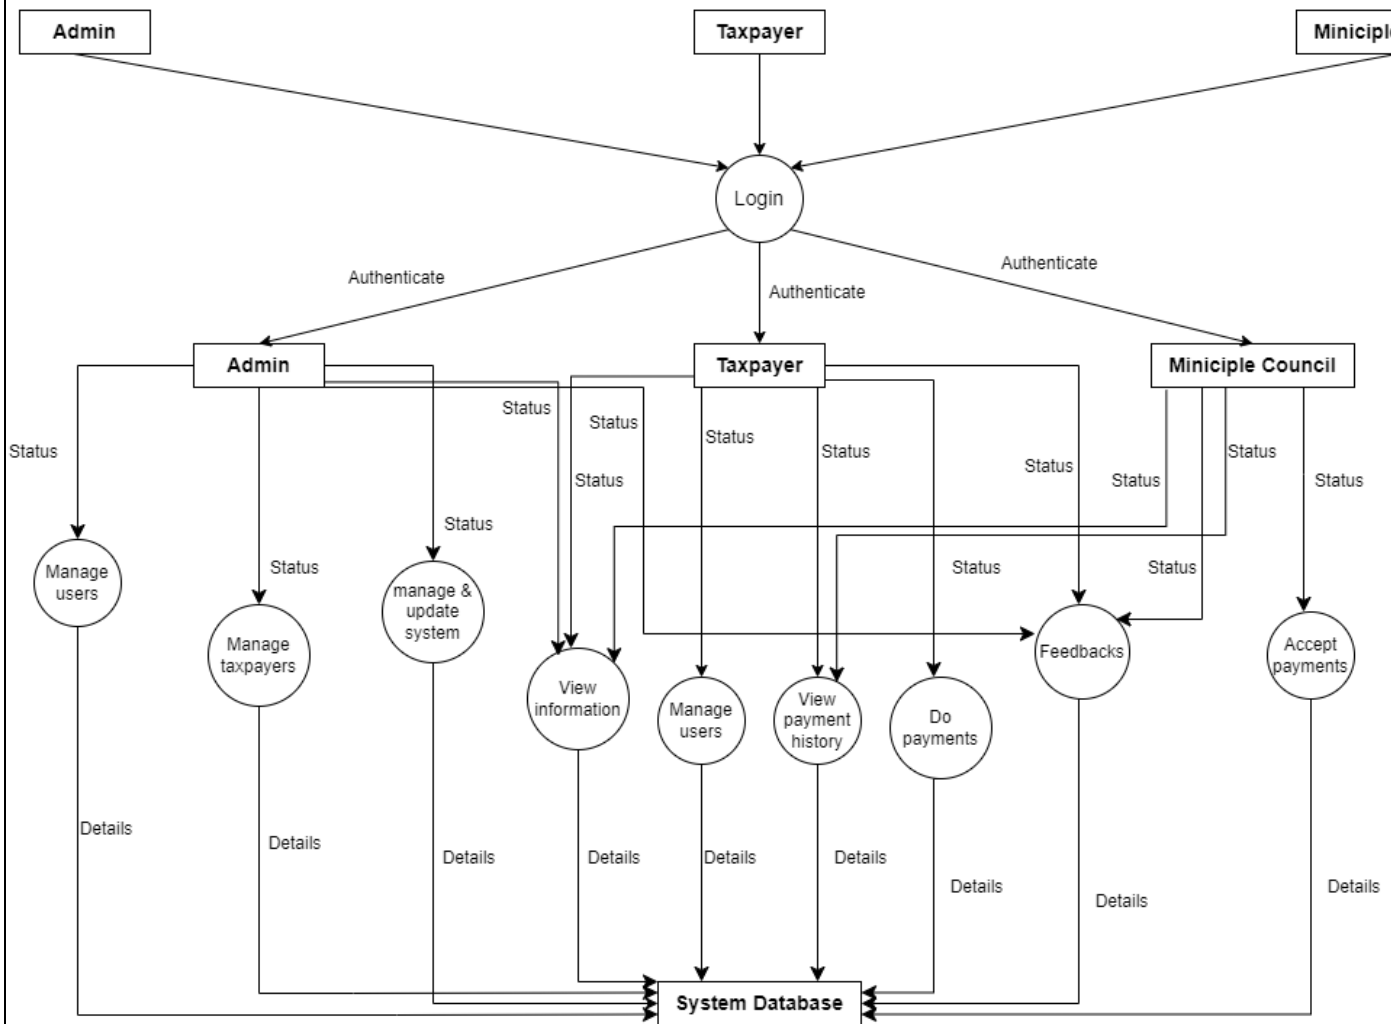 Admin
Taxpayer
Miniciple
Login
Authenticate
Authenticate
Authenticate
Admin
Taxpayer
Miniciple Council
Status
Status
Status
Status
Status
Status
Status
Status
Status
Status
Status
Status
Status
Status
Manage
users
Manage
taxpayers
manage &
update
system
View
information
Manage
users
View
payment
history
Do
payments
Feedbacks
Accept
payments
Details
Details
Details
Details
Details
Details
Details
Details
Details
System Database